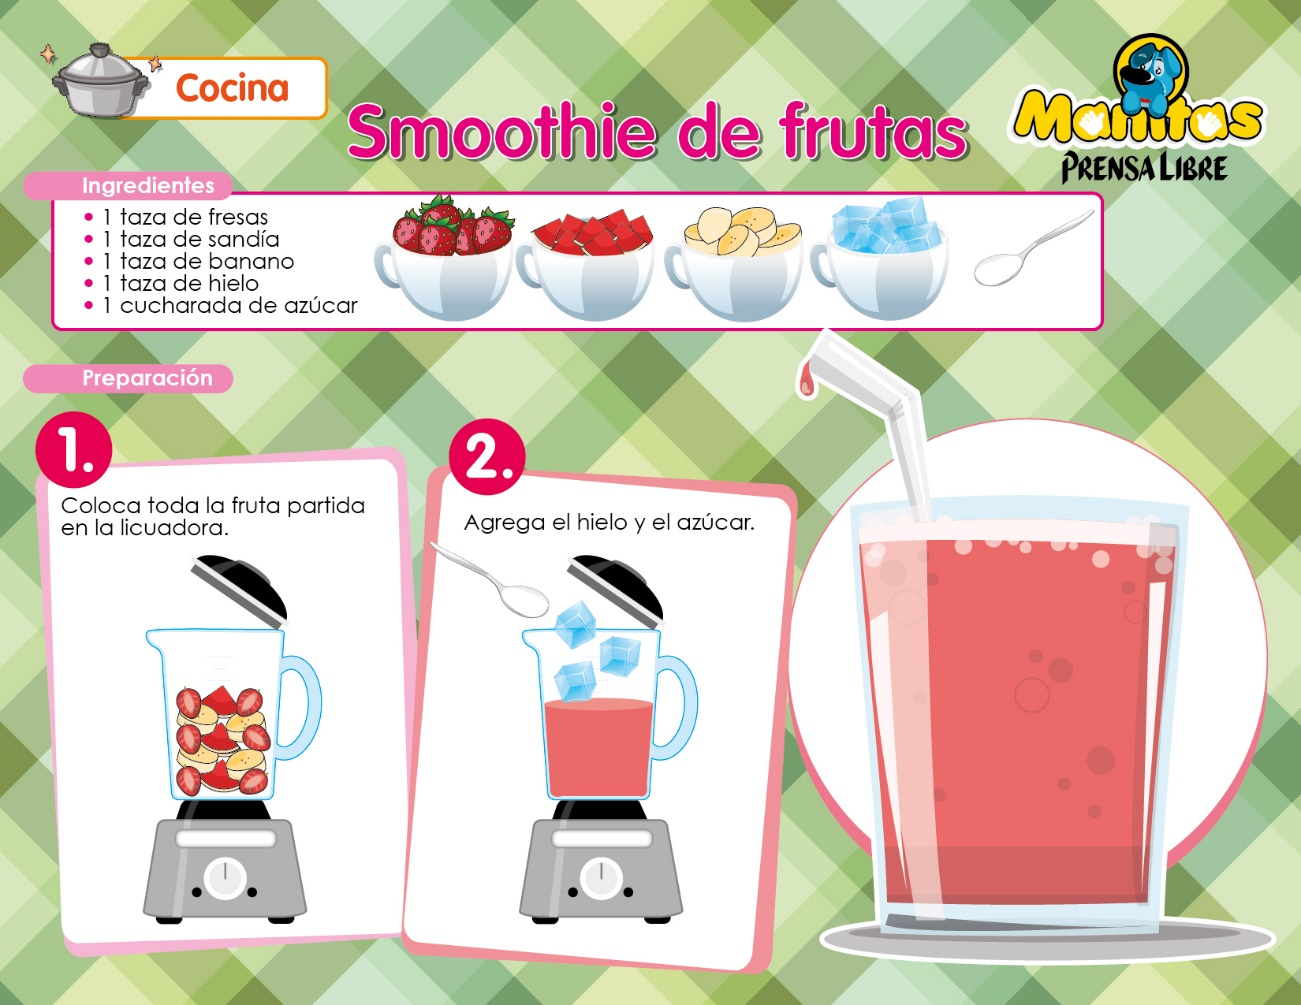 Cocina
Smoothie de frutas
Manitas
PRENSA LIBRE
Ingredientes
• 1 taza de fresas
• 1 taza de sandía
• 1 taza de banano
• 1 taza de hielo
• 1 cucharada de azúcar
Preparación
1.
Coloca toda la fruta partida
en la licuadora.
2.
Agrega el hielo y el azúcar.